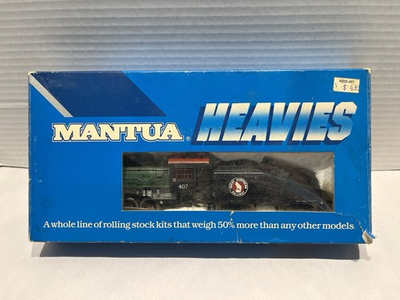 MANTUA® HEAVIES
407
A whole line of rolling stock kits that weigh 50% more than any other models.